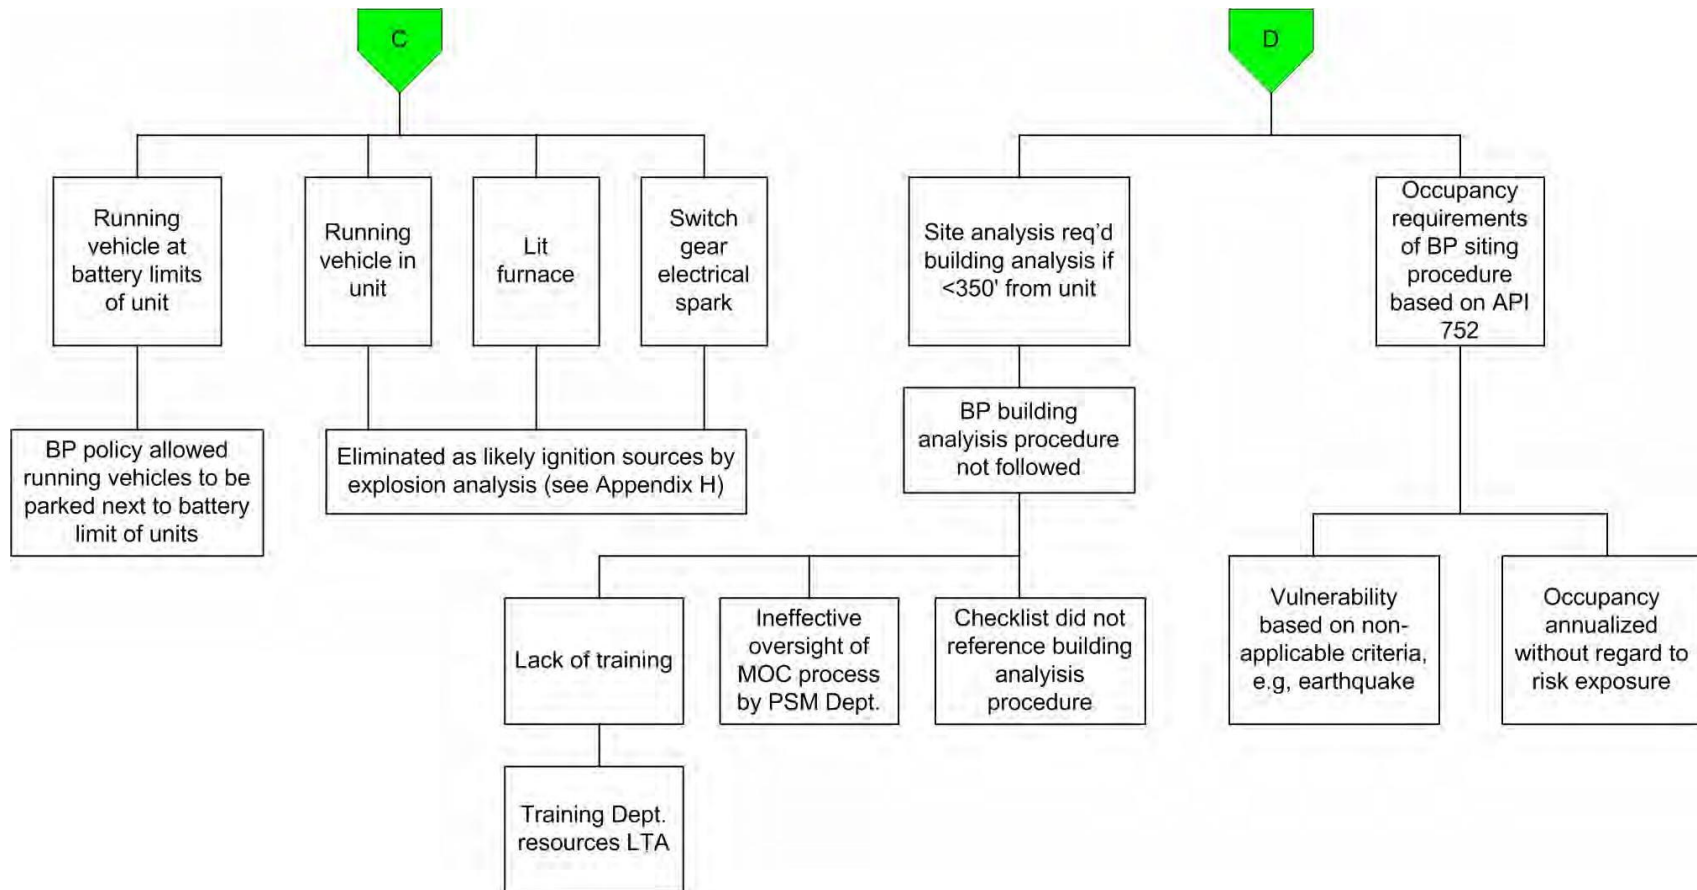 C
D
Running
vehicle at
battery limits
of unit
Running
vehicle in
unit
Lit
furnace
Switch
gear
electrical
spark
Site analysis req'd
building analysis if
<350' from unit
Occupancy
requirements
of BP siting
procedure
based on API
752
BP policy allowed
running vehicles to be
parked next to battery
limit of units
Eliminated as likely ignition sources by
explosion analysis (see Appendix H)
BP building
analyisis procedure
not followed
Lack of training
Ineffective
oversight of
MOC process
by PSM Dept.
Checklist did not
reference building
analyisis
procedure
Vulnerability
based on non-
applicable criteria,
e.g, earthquake
Occupancy
annualized
without regard to
risk exposure
Training Dept.
resources LTA